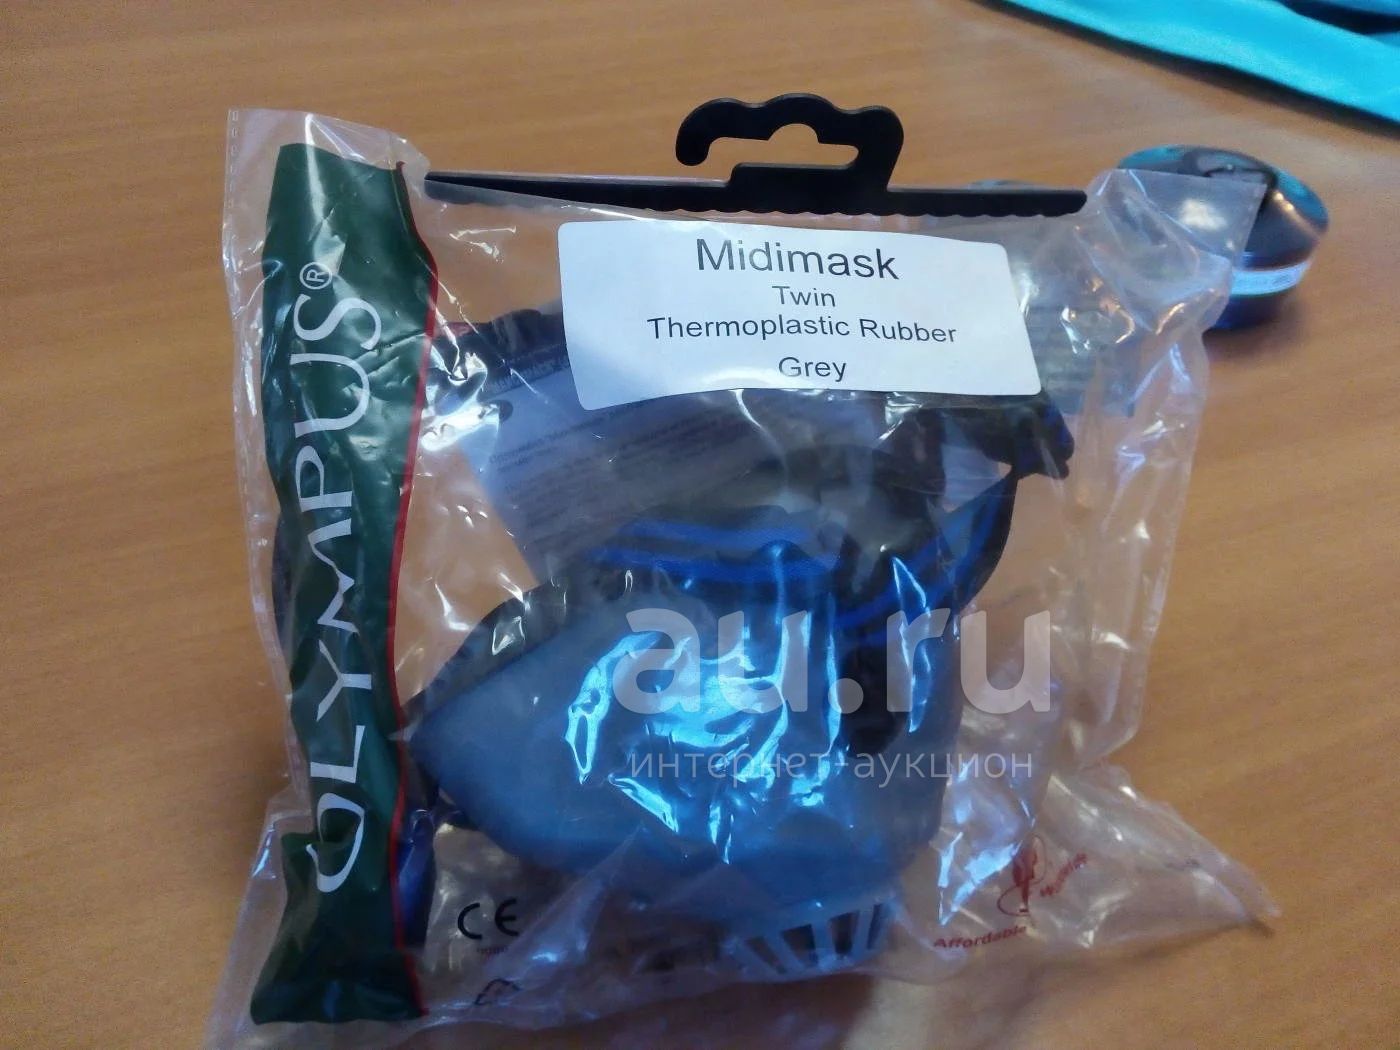 OLYMPUS®
Midimask
Twin
Thermoplastic Rubber
Grey
au.ru
интернет-аукцион
CE
Affordable